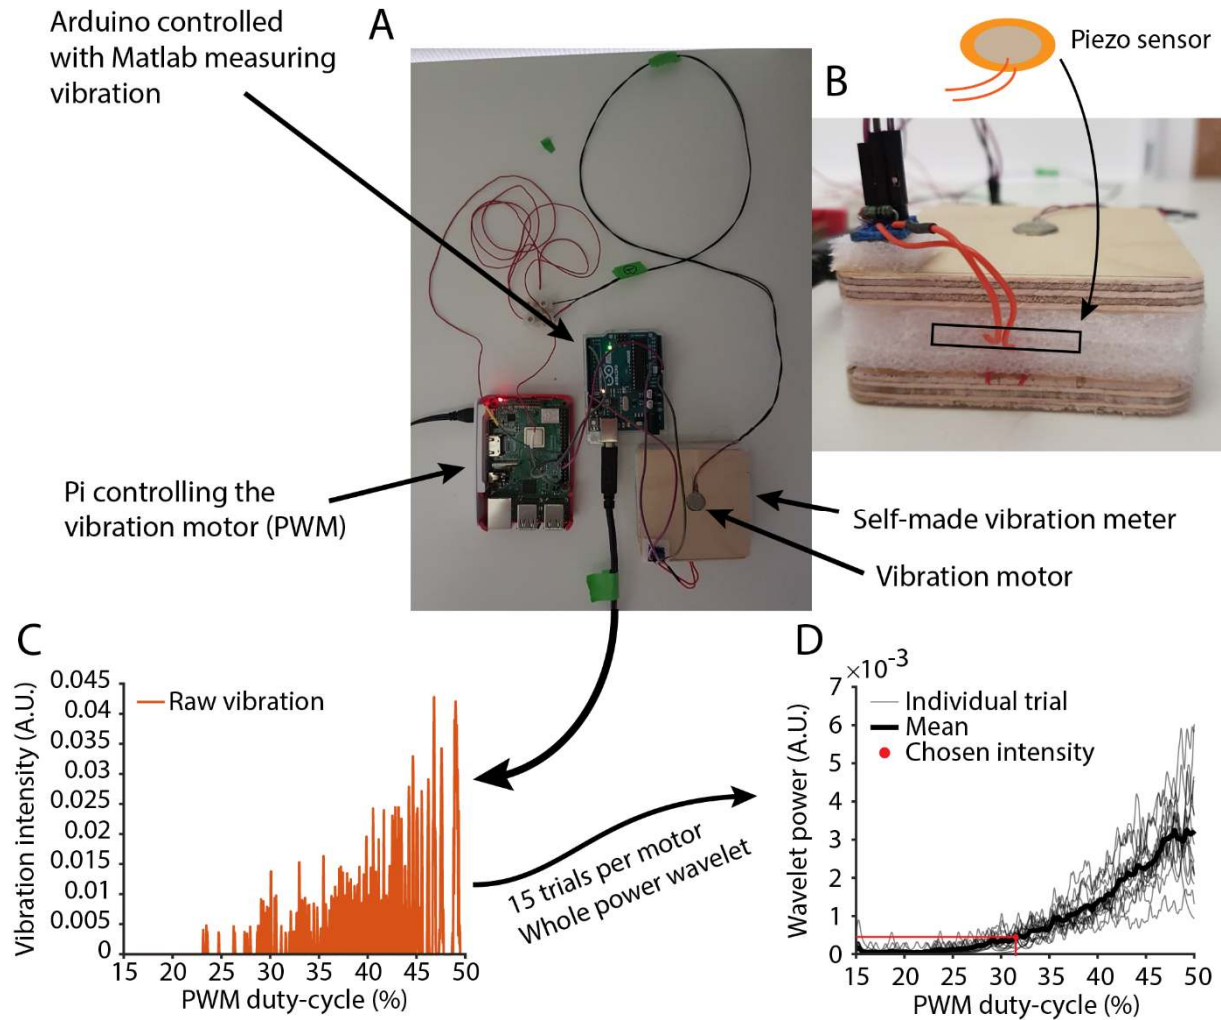 Arduino controlled
with Matlab measuring
vibration
A
Piezo sensor
B
Pi controlling the
vibration motor (PWM)
Self-made vibration meter
Vibration motor
C
Vibration intensity (A.U.)
0.045
0.04
0.035
0.03
0.025
0.02
0.015
0.01
0.005
0
Raw vibration
15 20 25 30 35 40 45 50
PWM duty-cycle (%)
15 trials per motor
Whole power wavelet
D
×10-3
Wavelet power (A.U.)
7
6
5
4
3
2
1
0
Individual trial
Mean
Chosen intensity
15 20 25 30 35 40 45 50
PWM duty-cycle (%)